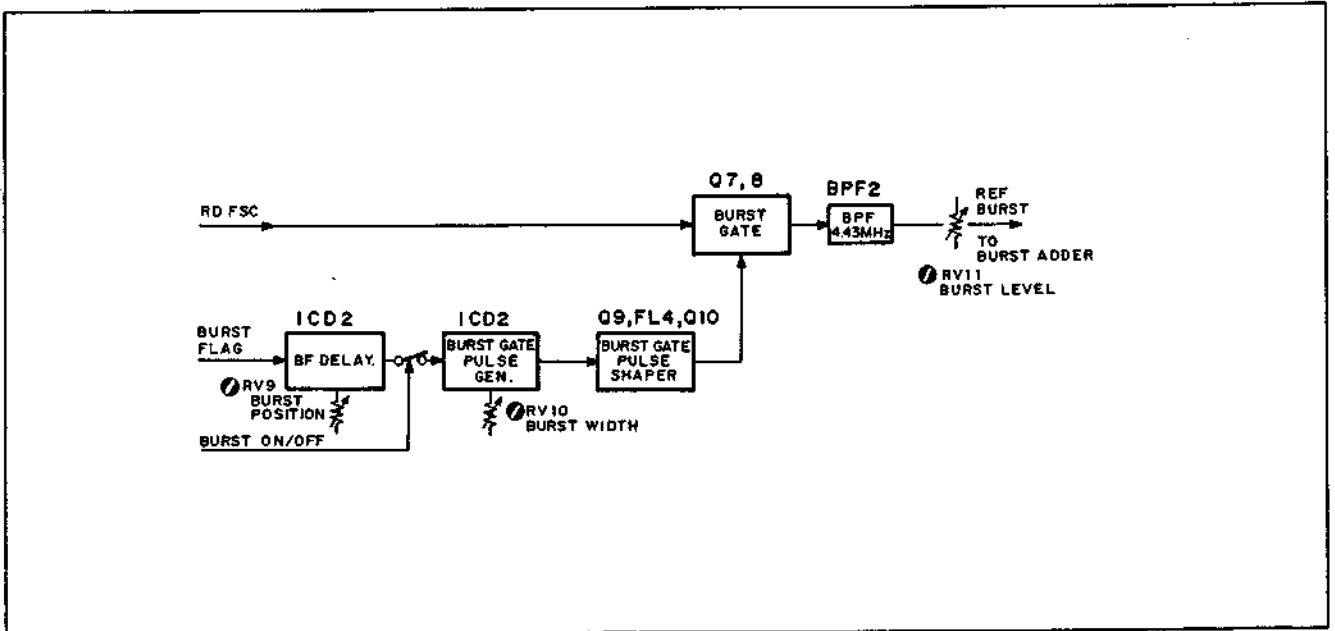 Q7, 8
BURST
GATE
BPF2
BPF
4.43MHz
REF
BURST
TO
BURST ADDER
RV11
BURST LEVEL
RD FSC
ICD2
BURST
FLAG
BF DELAY.
RV9
BURST
POSITION
BURST ON/OFF
ICD2
BURST GATE
PULSE
GEN.
RV10
BURST WIDTH
Q9,FL4,Q10
BURST GATE
PULSE
SHAPER